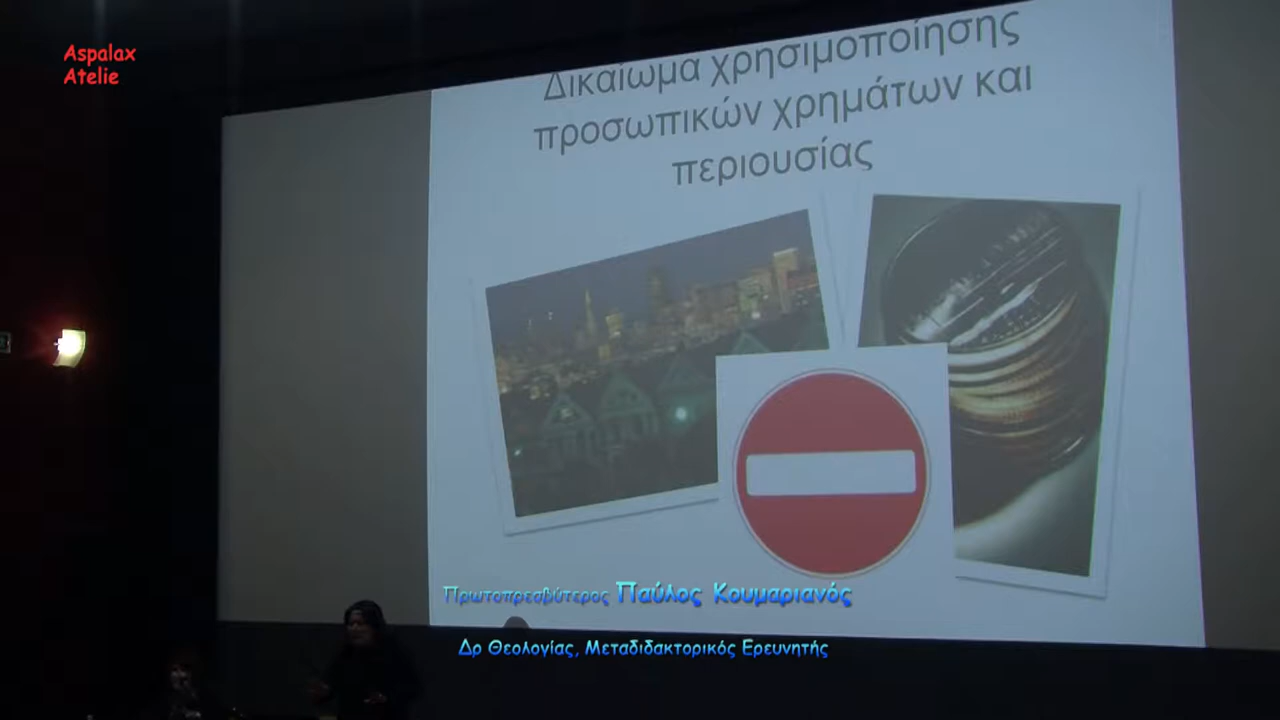 Aspalax
Atelie
Δικαίωμα χρησιμοποίησης
προσωπικών χρημάτων και
περιουσίας
Πρωτοπρεσβύτερος Παύλος Κουμαριανός
Δρ Θεολογίας, Μεταδιδακτορικός Ερευνητής